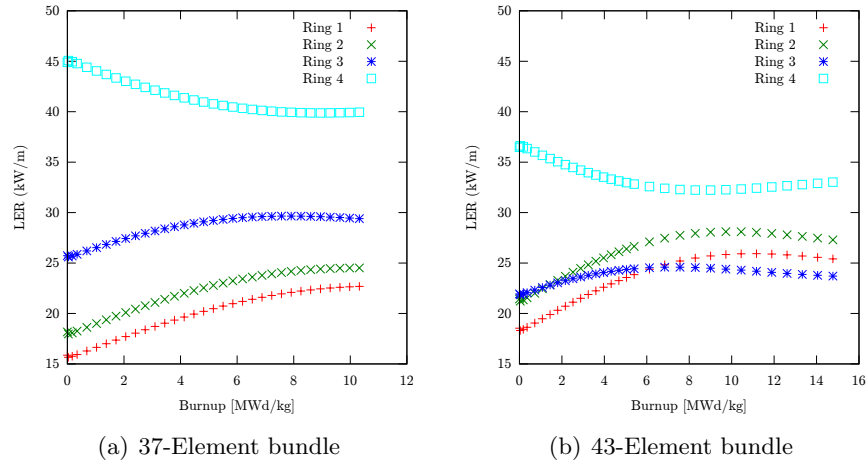 50
45
40
35
30
25
20
15
LER (kW/m)
Ring 1
Ring 2
Ring 3
Ring 4
0 2 4 6 8 10 12
Burnup [MWd/kg]
(a) 37-Element bundle
50
45
40
35
30
25
20
15
LER (kW/m)
Ring 1
Ring 2
Ring 3
Ring 4
0 2 4 6 8 10 12 14 16
Burnup [MWd/kg]
(b) 43-Element bundle